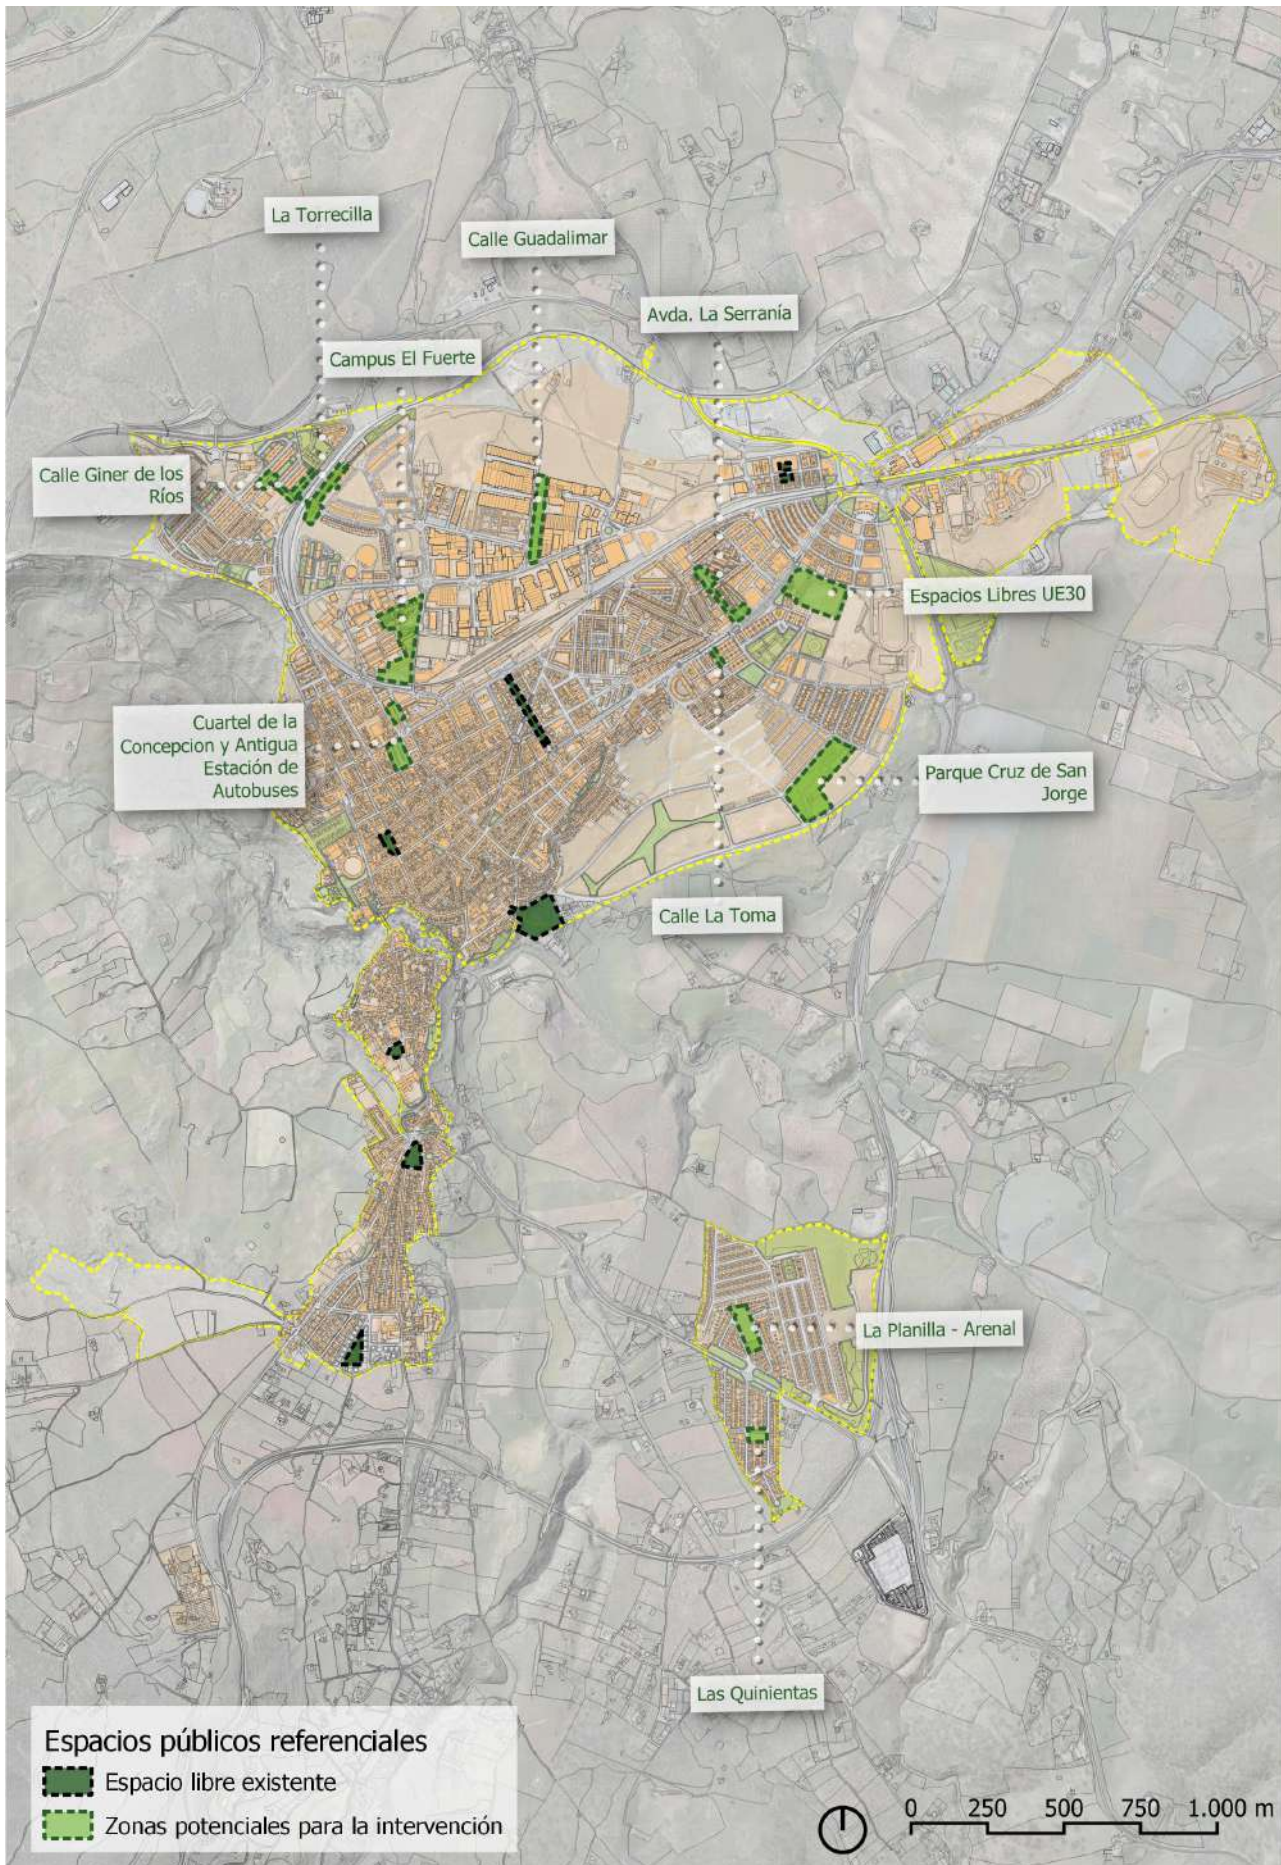 La Torrecilla
Calle Guadalimar
Avda. La Serranía
Campus El Fuerte
Calle Giner de los
Ríos
Espacios Libres UE30
Cuartel de la
Concepcion y Antigua
Estación de
Autobuses
Parque Cruz de San
Jorge
Calle La Toma
La Planilla - Arenal
Las Quinientas
Espacios públicos referenciales
Espacio libre existente
Zonas potenciales para la intervención
0 250 500 750 1.000 m